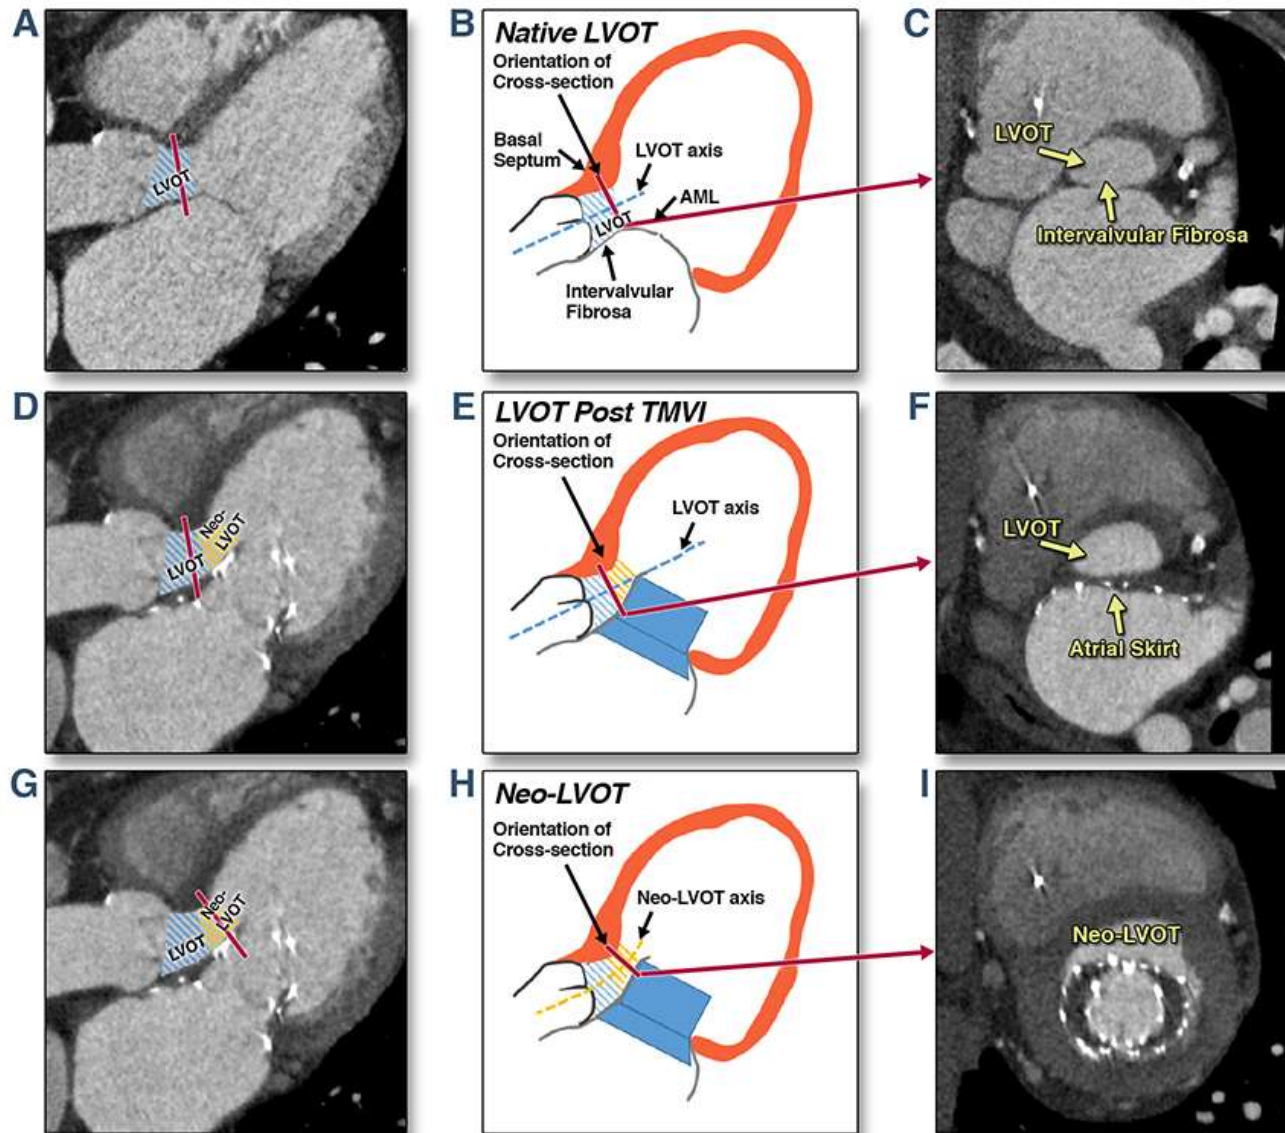 A
LVOT
B
Native LVOT
Orientation of
Cross-section
Basal
Septum
LVOT axis
AML
LVOT
Intervalvular
Fibrosa
C
LVOT
Intervalvular Fibrosa
D
Neo-
LVOT
LVOT
E
LVOT Post TMVI
Orientation of
Cross-section
LVOT axis
F
LVOT
Atrial Skirt
G
Neo-
LVOT
LVOT
H
Neo-LVOT
Orientation of
Cross-section
Neo-LVOT axis
I
Neo-LVOT